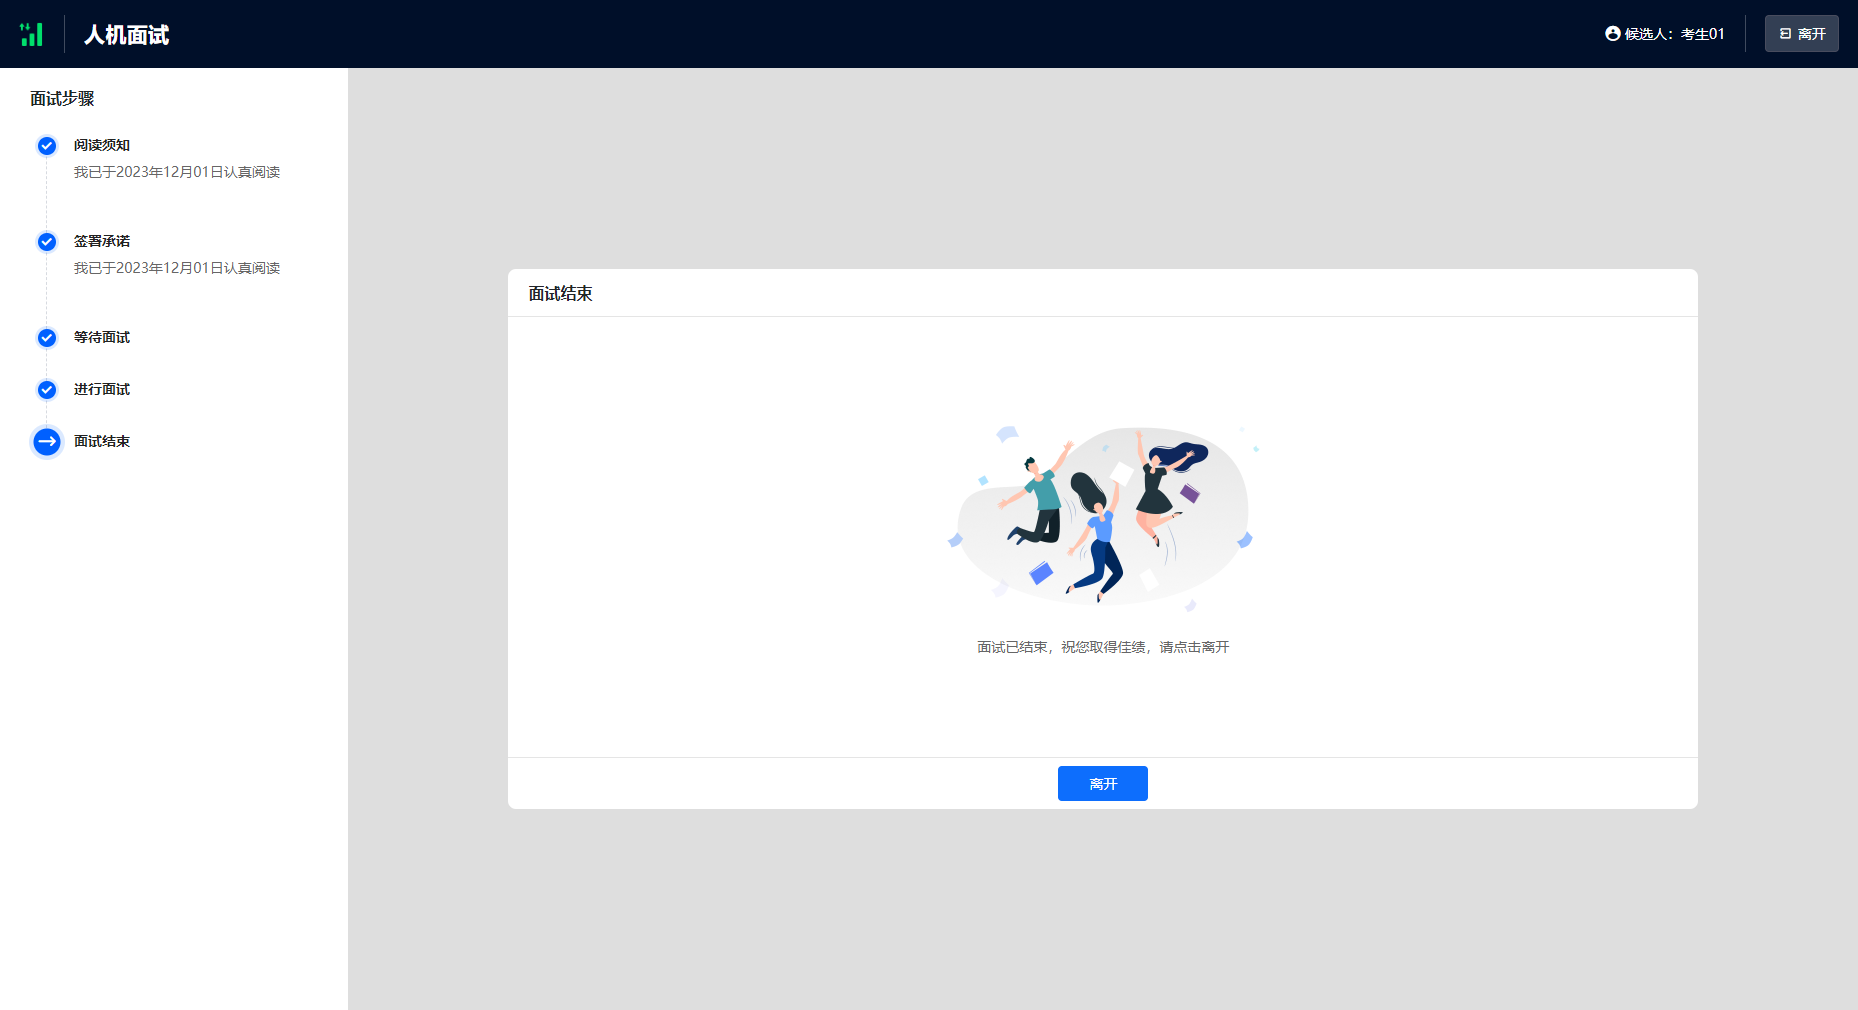 人机面试
候选人：考生01
离开
面试步骤
阅读须知
我已于2023年12月01日认真阅读
签署承诺
我已于2023年12月01日认真阅读
等待面试
进行面试
面试结束
面试结束
面试已结束，祝您取得佳绩，请点击离开
离开